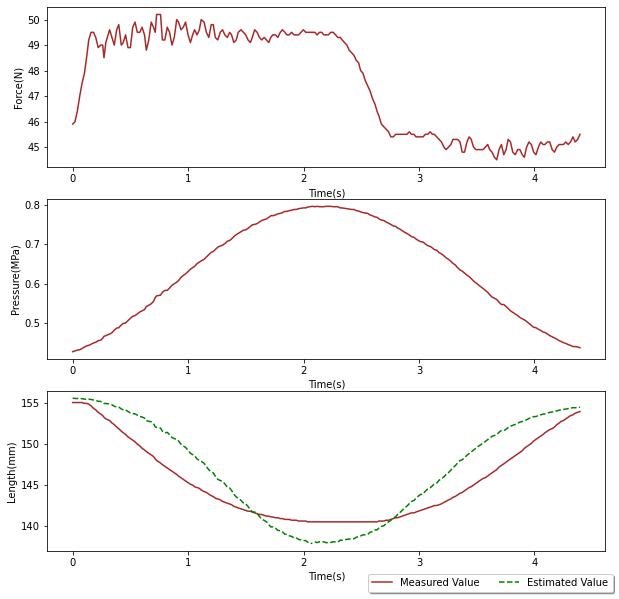 50
49
48
47
46
45
Force(N)
0 1 2 3 4
Time(s)
0.8
0.7
0.6
0.5
Pressure(MPa)
0 1 2 3 4
Time(s)
155
150
145
140
Length(mm)
0 1 2 3 4
Time(s)
Measured Value Estimated Value